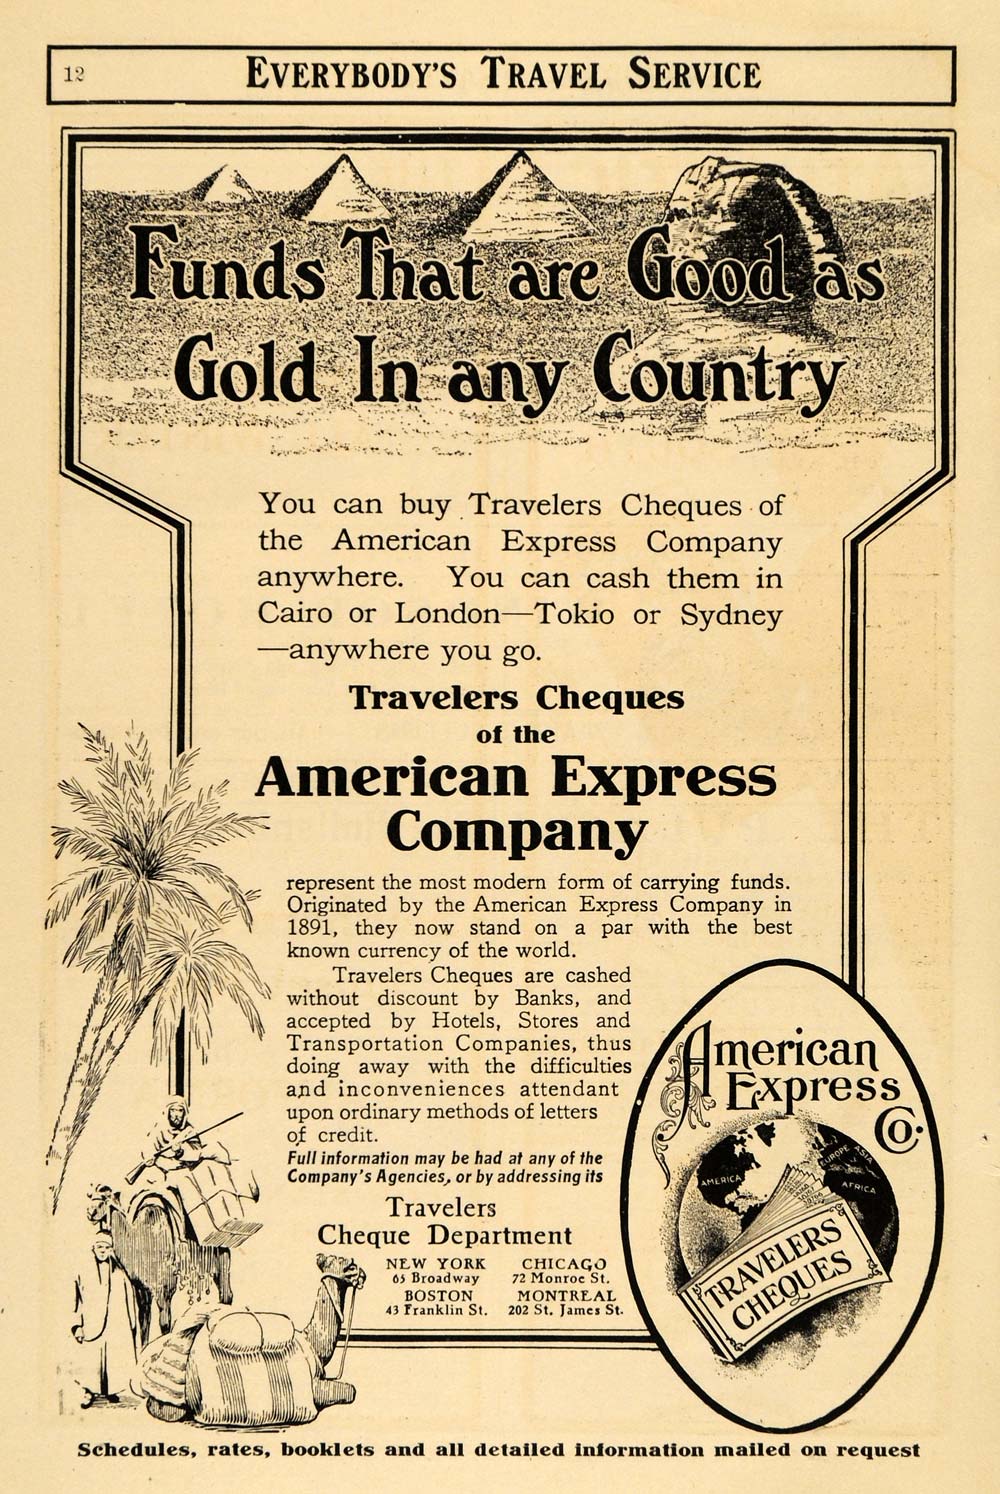 12
EVERYBODY'S TRAVEL SERVICE
Funds That are Good as
Gold In any Country
You can buy Travelers Cheques of
the American Express Company
anywhere. You can cash them in
Cairo or London—Tokio or Sydney
—anywhere you go.
Travelers Cheques
of the
American Express
Company
represent the most modern form of carrying funds.
Originated by the American Express Company in
1891, they now stand on a par with the best
known currency of the world.
Travelers Cheques are cashed
without discount by Banks, and
accepted by Hotels, Stores and
Transportation Companies, thus
doing away with the difficulties
and inconveniences attendant
upon ordinary methods of letters
of credit.
Full information may be had at any of the
Company's Agencies, or by addressing its
Travelers
Cheque Department
NEW YORK
65 Broadway
CHICAGO
72 Monroe St.
BOSTON
43 Franklin St.
MONTREAL
202 St. James St.
American
Express
Co.
AMERICA
EUROPE
ASIA
AFRICA
TRAVELERS
CHEQUES
Schedules, rates, booklets and all detailed information mailed on request